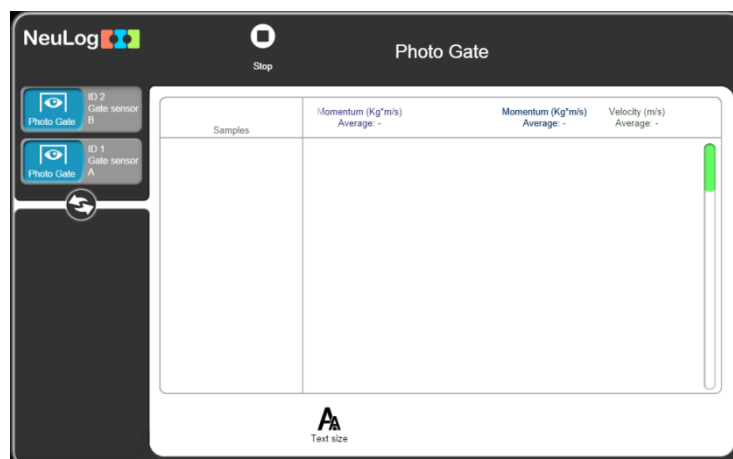 NeuLog
Stop
Photo Gate
Photo Gate
ID 2
Gate sensor
B
Photo Gate
ID 1
Gate sensor
A
Samples
Momentum (Kg*m/s)
Average: -
Momentum (Kg*m/s)
Average: -
Velocity (m/s)
Average: -
AA
Text size